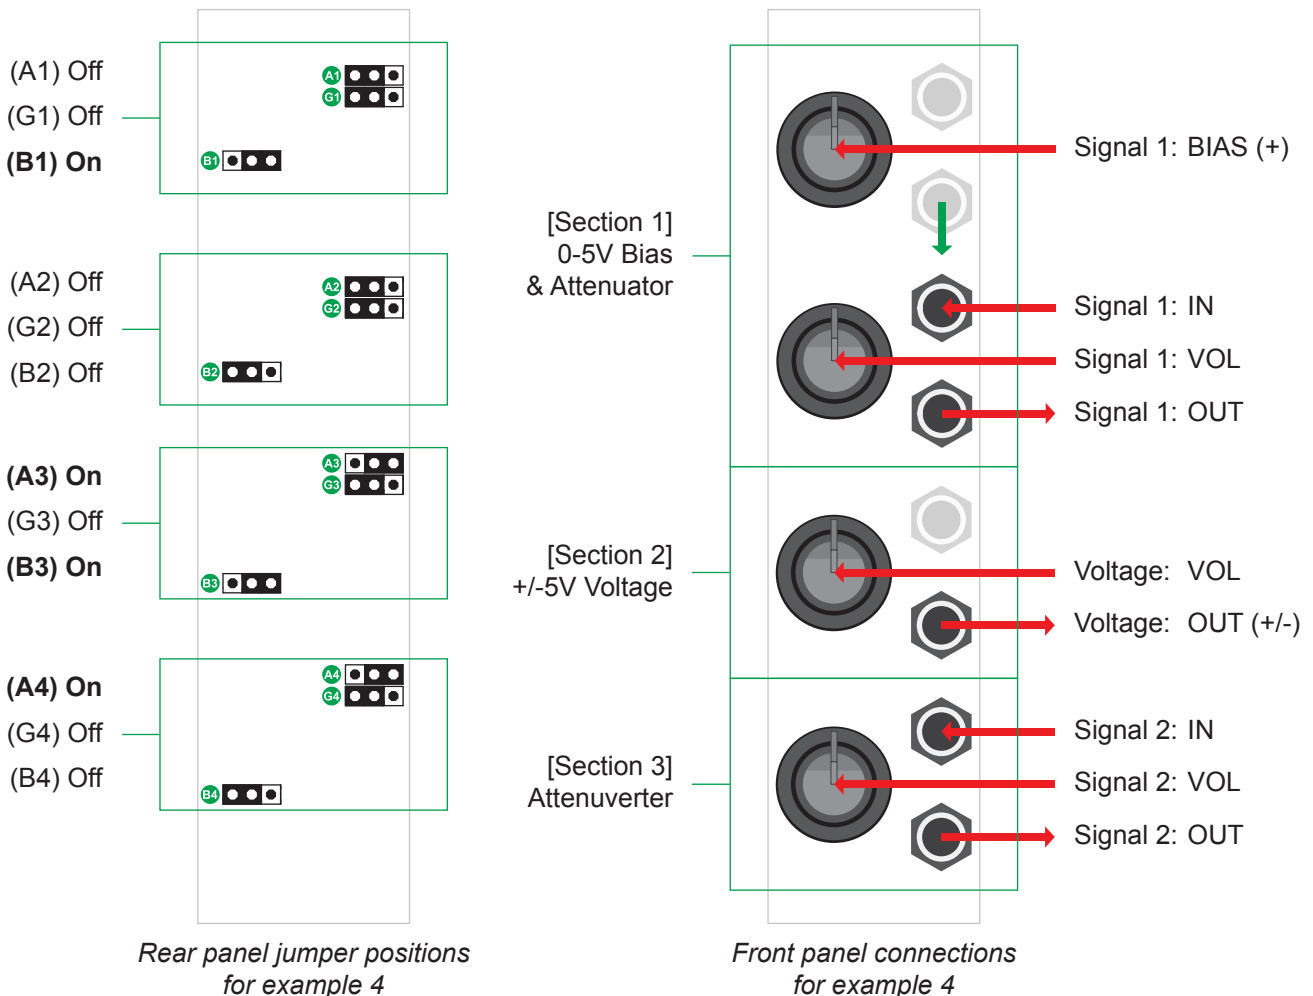 (A1) Off
(G1) Off
(B1) On
A1
G1
B1
(A2) Off
(G2) Off
(B2) Off
A2
G2
B2
(A3) On
(G3) Off
(B3) On
A3
G3
B3
(A4) On
(G4) Off
(B4) Off
A4
G4
B4
Rear panel jumper positions
for example 4
[Section 1]
0-5V Bias
& Attenuator
[Section 2]
+/-5V Voltage
[Section 3]
Attenuverter
Signal 1: BIAS (+)
Signal 1: IN
Signal 1: VOL
Signal 1: OUT
Voltage: VOL
Voltage: OUT (+/-)
Signal 2: IN
Signal 2: VOL
Signal 2: OUT
Front panel connections
for example 4